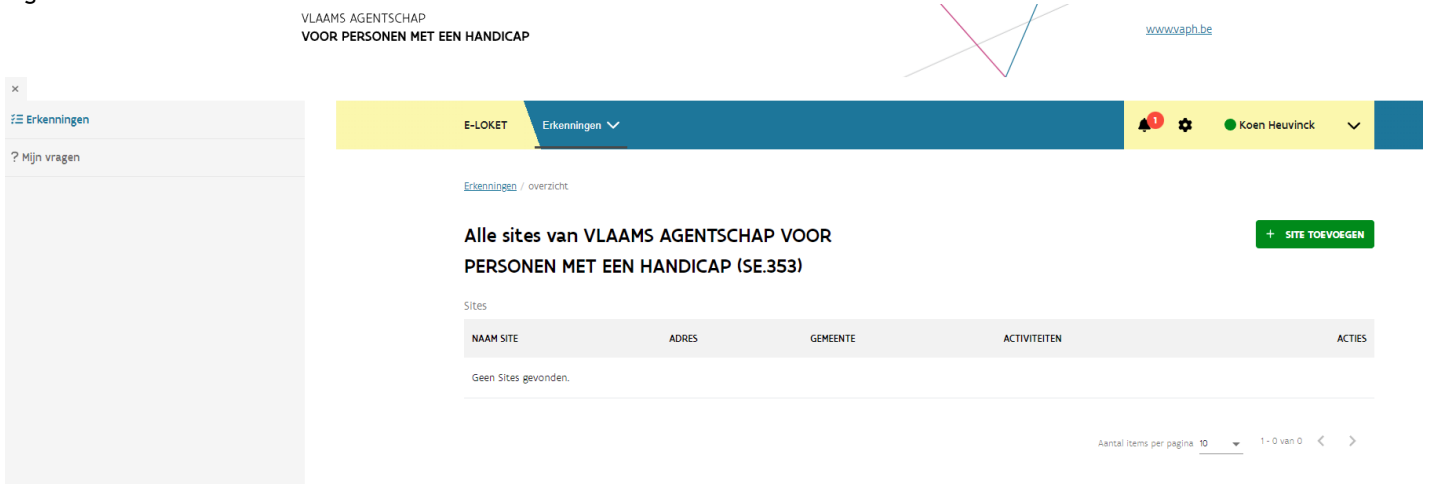 VLAAMS AGENTSCHAP
VOOR PERSONEN MET EEN HANDICAP
www.vaph.be
×
Erkenningen
? Mijn vragen
E-LOKET
Erkenningen
1
Koen Heuvinck
Erkenningen / overzicht
Alle sites van VLAAMS AGENTSCHAP VOOR
PERSONEN MET EEN HANDICAP (SE.353)
+ SITE TOEVOEGEN
Sites
NAAM SITE ADRES GEMEENTE ACTIVITEITEN ACTIES
Geen Sites gevonden.
Aantal items per pagina 10 1 - 0 van 0